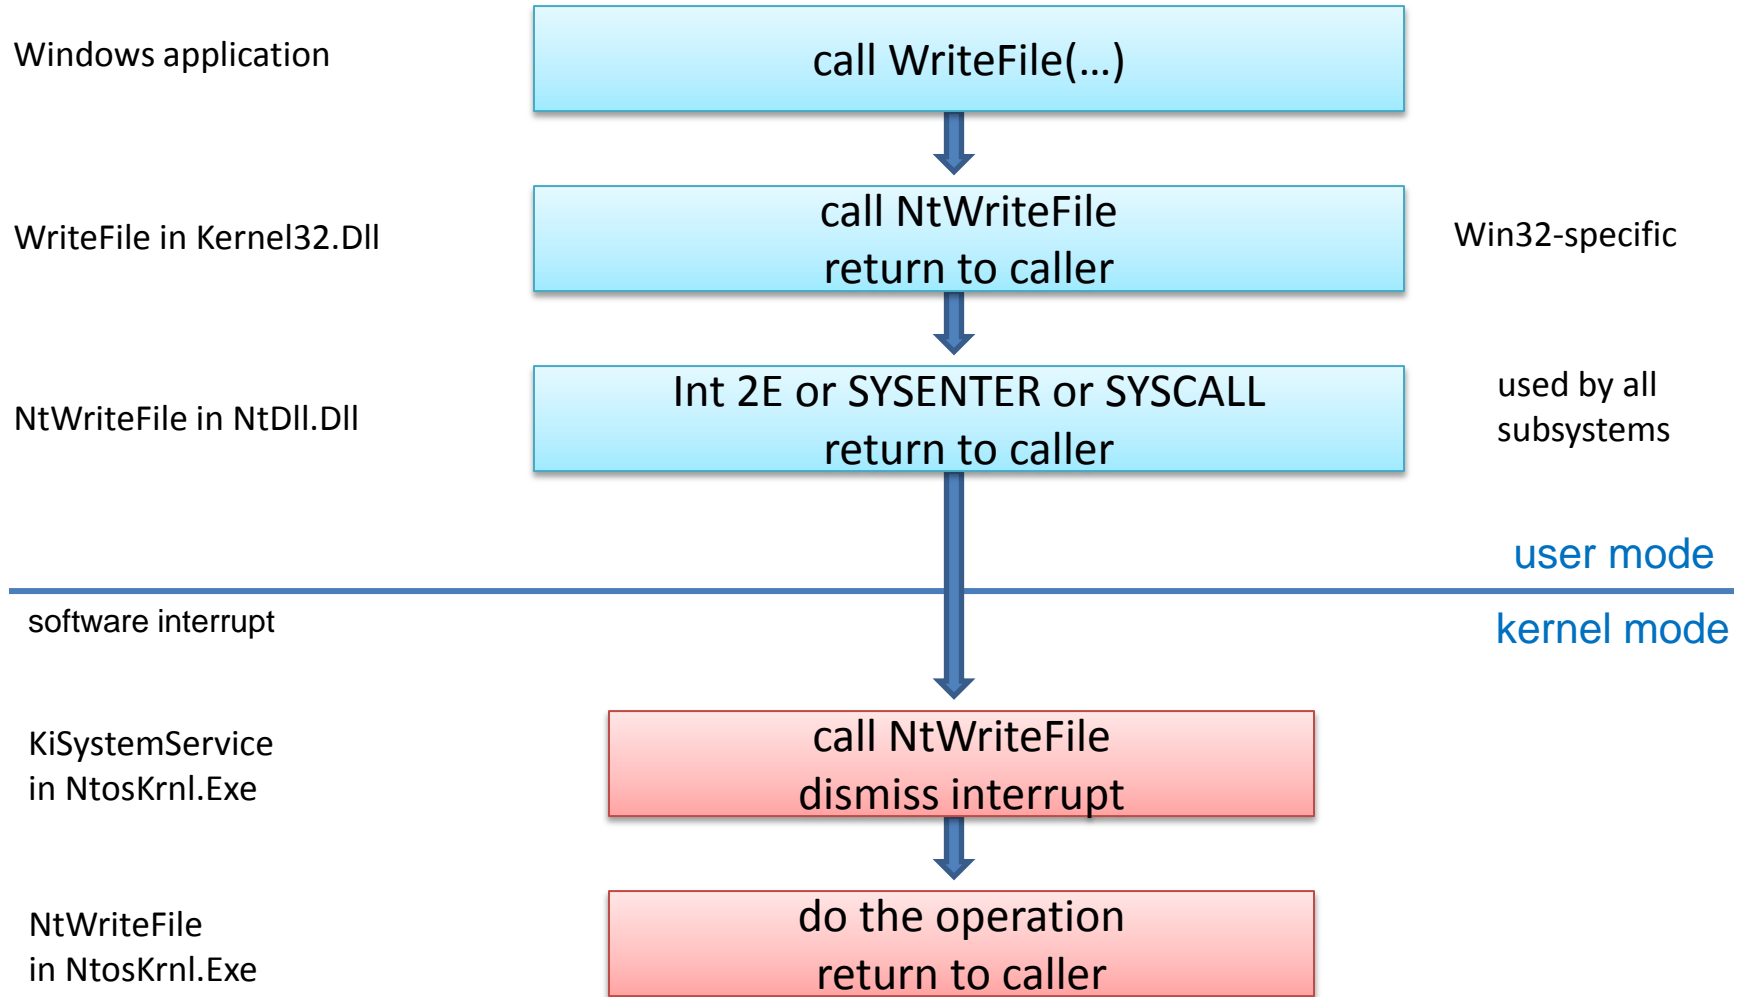 Windows application
call WriteFile(…)
WriteFile in Kernel32.Dll
call NtWriteFile
return to caller
Win32-specific
NtWriteFile in NtDll.Dll
Int 2E or SYSENTER or SYSCALL
return to caller
used by all
subsystems
user mode
software interrupt
kernel mode
KiSystemService
in NtosKrnl.Exe
call NtWriteFile
dismiss interrupt
NtWriteFile
in NtosKrnl.Exe
do the operation
return to caller